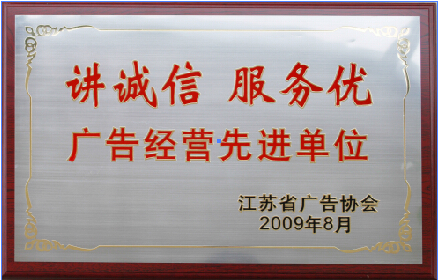 讲诚信 服务优
广告经营先进单位
江苏省广告协会
2009年8月